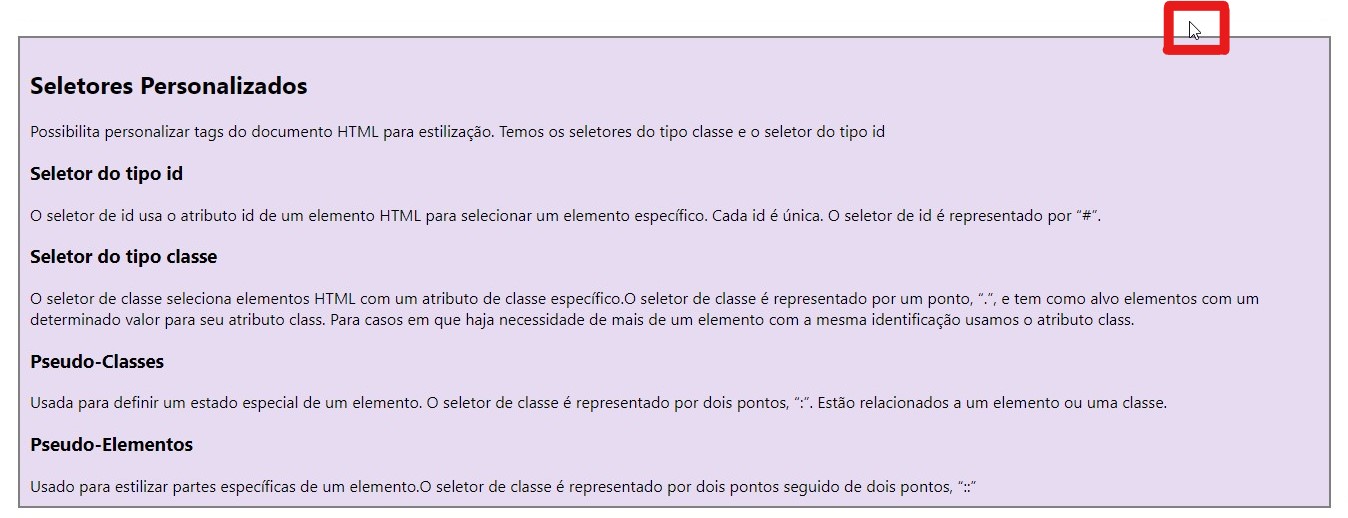 Seletores Personalizados
Possibilita personalizar tags do documento HTML para estilização. Temos os seletores do tipo classe e o seletor do tipo id
Seletor do tipo id
O seletor de id usa o atributo id de um elemento HTML para selecionar um elemento específico. Cada id é única. O seletor de id é representado por “#”.
Seletor do tipo classe
O seletor de classe seleciona elementos HTML com um atributo de classe específico.O seletor de classe é representado por um ponto, “.”, e tem como alvo elementos com um
determinado valor para seu atributo class. Para casos em que haja necessidade de mais de um elemento com a mesma identificação usamos o atributo class.
Pseudo-Classes
Usada para definir um estado especial de um elemento. O seletor de classe é representado por dois pontos, “:”. Estão relacionados a um elemento ou uma classe.
Pseudo-Elementos
Usado para estilizar partes específicas de um elemento.O seletor de classe é representado por dois pontos seguido de dois pontos, “::”